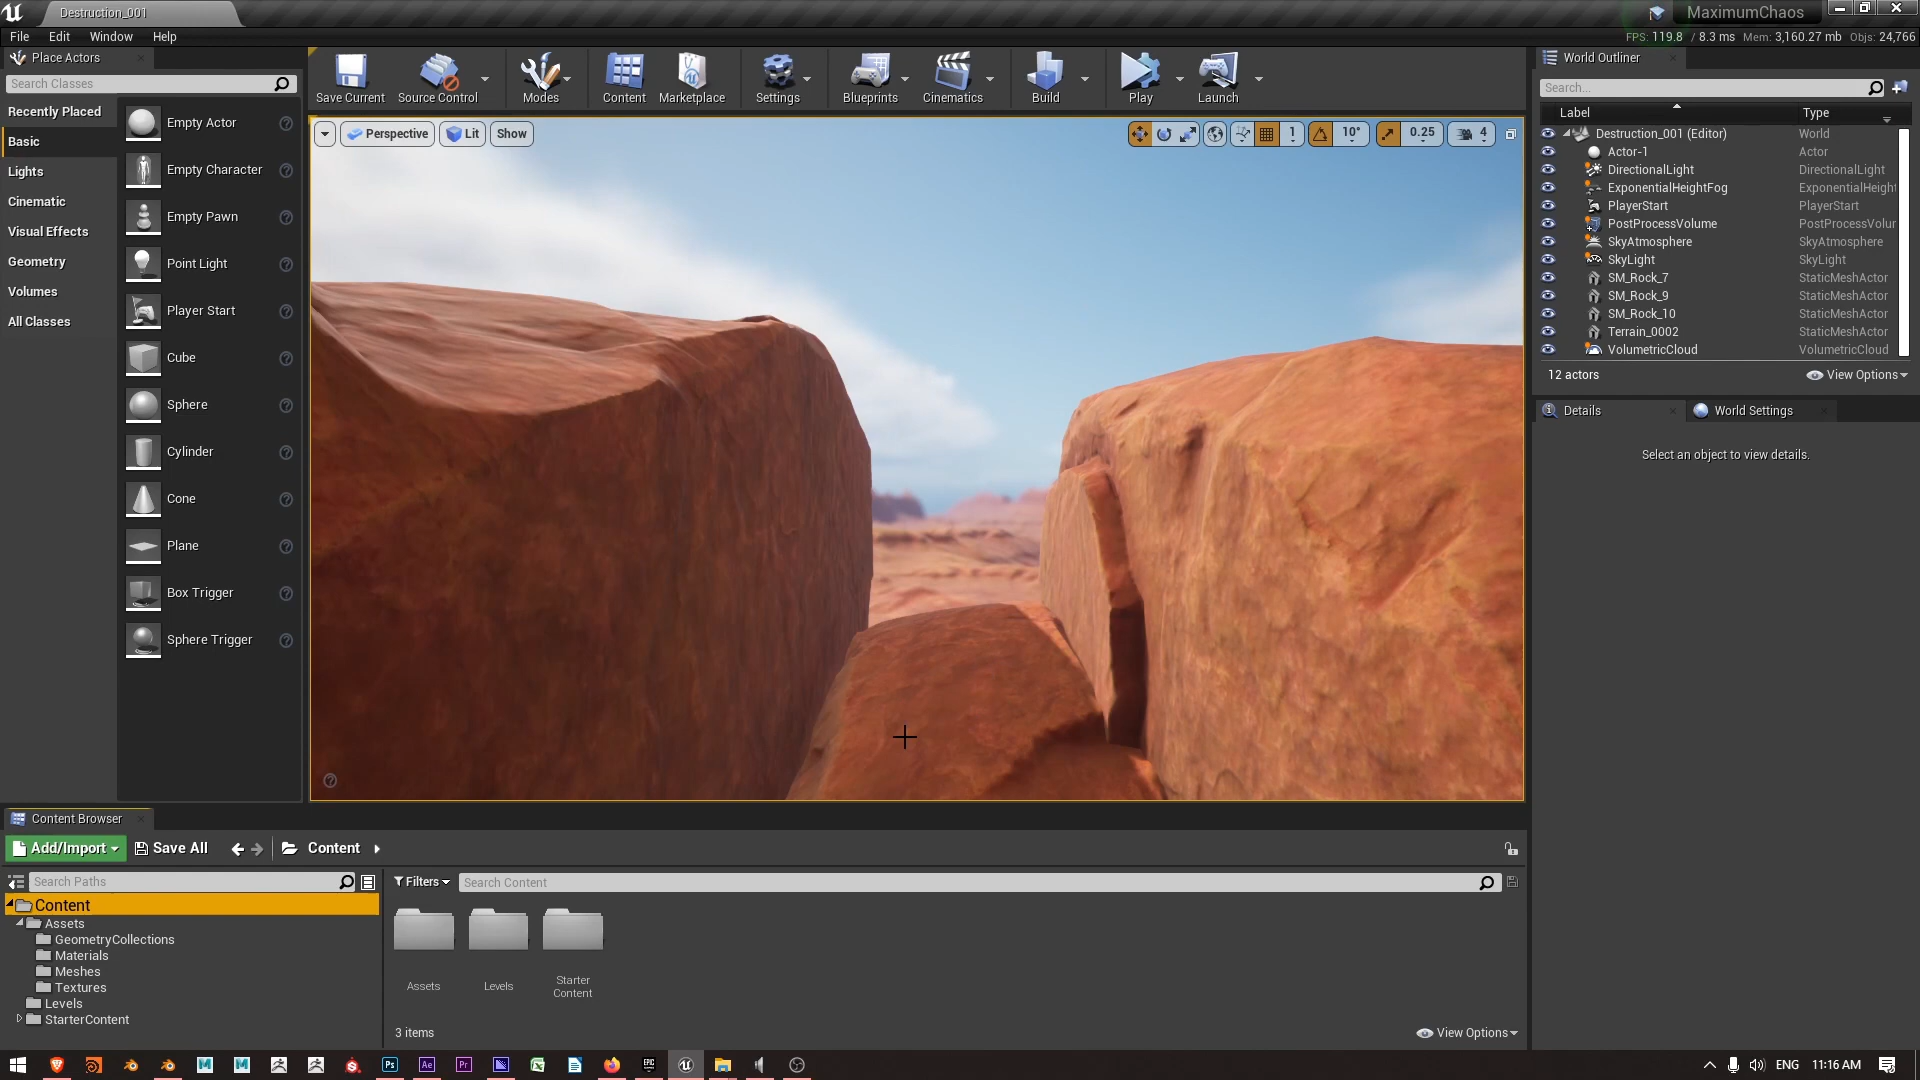 Destruction_001
MaximumChaos
File Edit Window Help
FPS: 119.8 / 8.3 ms Mem: 3,160.27 mb Objs: 24,766
Place Actors
Search Classes
Recently Placed
Basic
Lights
Cinematic
Visual Effects
Geometry
Volumes
All Classes
Empty Actor
Empty Character
Empty Pawn
Point Light
Player Start
Cube
Sphere
Cylinder
Cone
Plane
Box Trigger
Sphere Trigger
Save Current
Source Control
Modes
Content
Marketplace
Settings
Blueprints
Cinematics
Build
Play
Launch
Perspective
Lit
Show
1
10°
0.25
4
World Outliner
Search...
Label Type
Destruction_001 (Editor) World
Actor-1 Actor
DirectionalLight DirectionalLight
ExponentialHeightFog ExponentialHeight
PlayerStart PlayerStart
PostProcessVolume PostProcessVolur
SkyAtmosphere SkyAtmosphere
SkyLight SkyLight
SM_Rock_7 StaticMeshActor
SM_Rock_9 StaticMeshActor
SM_Rock_10 StaticMeshActor
Terrain_0002 StaticMeshActor
VolumetricCloud VolumetricCloud
12 actors
View Options
Details
World Settings
Select an object to view details.
Content Browser
Add/Import
Save All
Content
Search Paths
Content
Assets
GeometryCollections
Materials
Meshes
Textures
Levels
StarterContent
Filters
Search Content
Assets
Levels
Starter
Content
3 items
View Options
Ps
Ae
Pr
EPIC
ENG
11:16 AM